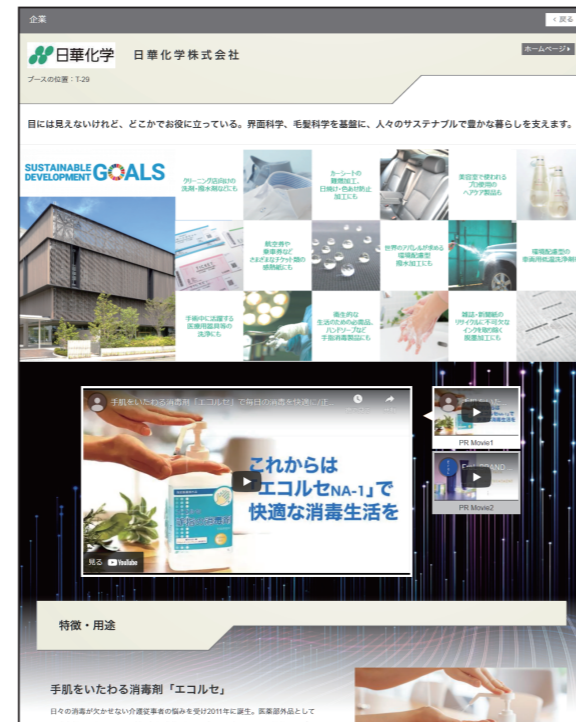 企業
< 戻る
日華化学
日華化学株式会社
ホームページ
ブースの位置：T-29
目には見えないけれど、どこかでお役に立っている。界面科学、毛髪科学を基盤に、人々のサステナブルで豊かな暮らしを支えます。
SUSTAINABLE
DEVELOPMENT
GOALS
クリーニング店向けの
洗剤・撥水剤などにも
カーシートの
難燃加工、
日焼け・色あせ防止
加工にも
美容室で使われる
プロ使用の
ヘアケア製品も
航空券や
乗車券など
さまざまなチケット類の
感熱紙にも
世界のアパレルが求める
環境配慮型
撥水加工にも
環境配慮型の
車両用低温洗浄剤
手術中に活躍する
医療用器具等の
洗浄にも
衛生的な
生活のための必需品、
ハンドソープなど
手指消毒製品にも
雑誌・新聞紙の
リサイクルに不可欠な
インクを取り除く
脱墨加工にも
手肌をいたわる消毒剤「エコルセ」で毎日の消毒を快適に/正...
これからは
「エコルセNA-1」で
快適な消毒生活を
見る YouTube
PR Movie1
PR Movie2
特徴・用途
手肌をいたわる消毒剤「エコルセ」
日々の消毒が欠かせない介護従事者の悩みを受け2011年に誕生。医薬部外品として